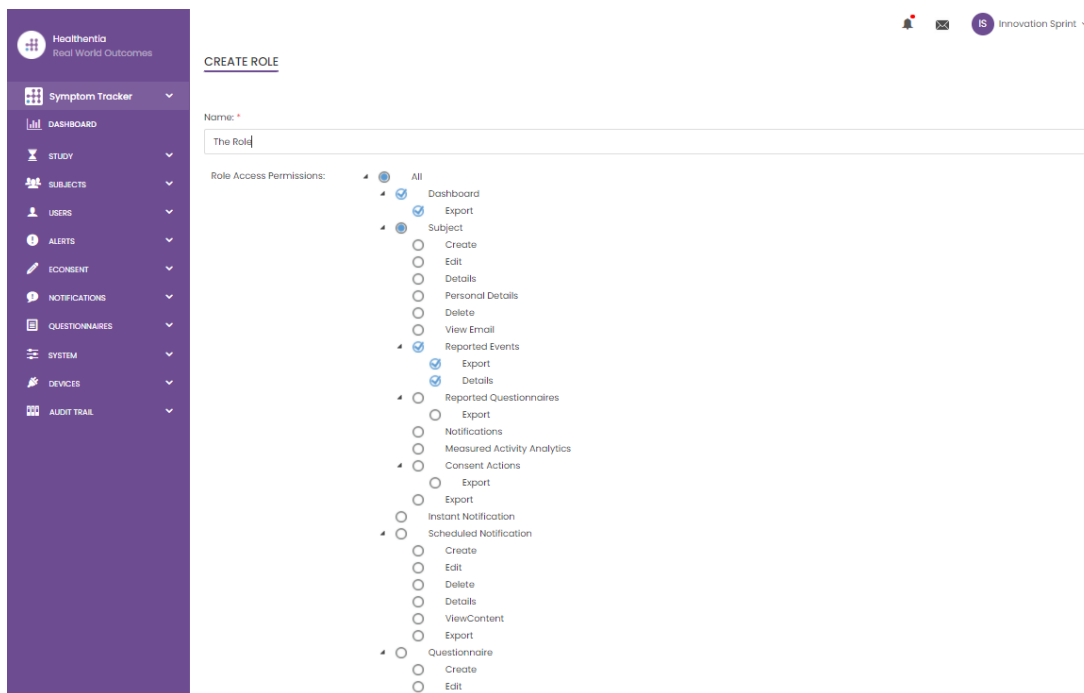 Healthentia
Real World Outcomes
Symptom Tracker
DASHBOARD
STUDY
SUBJECTS
USERS
ALERTS
ECONSENT
NOTIFICATIONS
QUESTIONNAIRES
SYSTEM
DEVICES
AUDIT TRAIL
IS Innovation Sprint
CREATE ROLE
Name: *
The Role
Role Access Permissions:
All
Dashboard
Export
Subject
Create
Edit
Details
Personal Details
Delete
View Email
Reported Events
Export
Details
Reported Questionnaires
Export
Notifications
Measured Activity Analytics
Consent Actions
Export
Export
Instant Notification
Scheduled Notification
Create
Edit
Delete
Details
ViewContent
Export
Questionnaire
Create
Edit